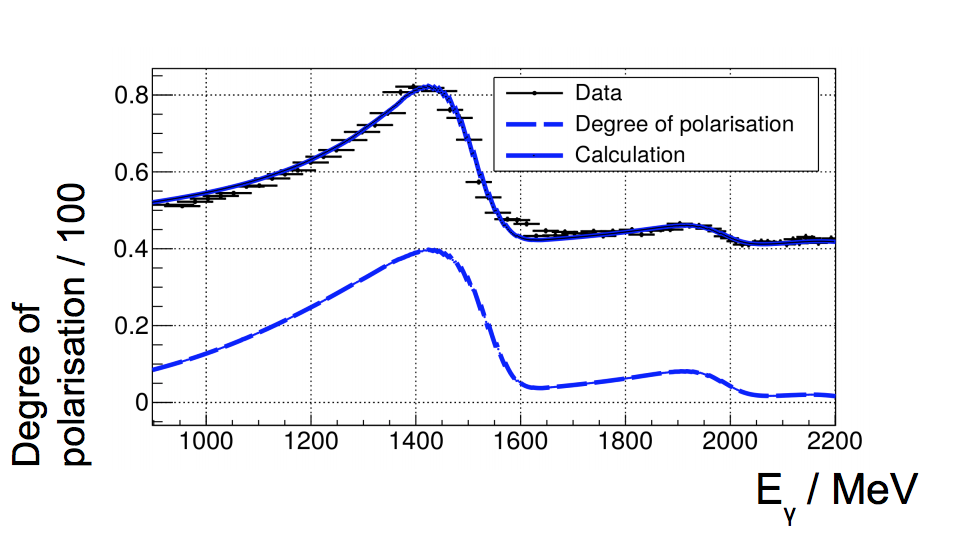 Degree of
polarisation / 100
0.8
0.6
0.4
0.2
0
Data
Degree of polarisation
Calculation
1000 1200 1400 1600 1800 2000 2200
Eγ / MeV